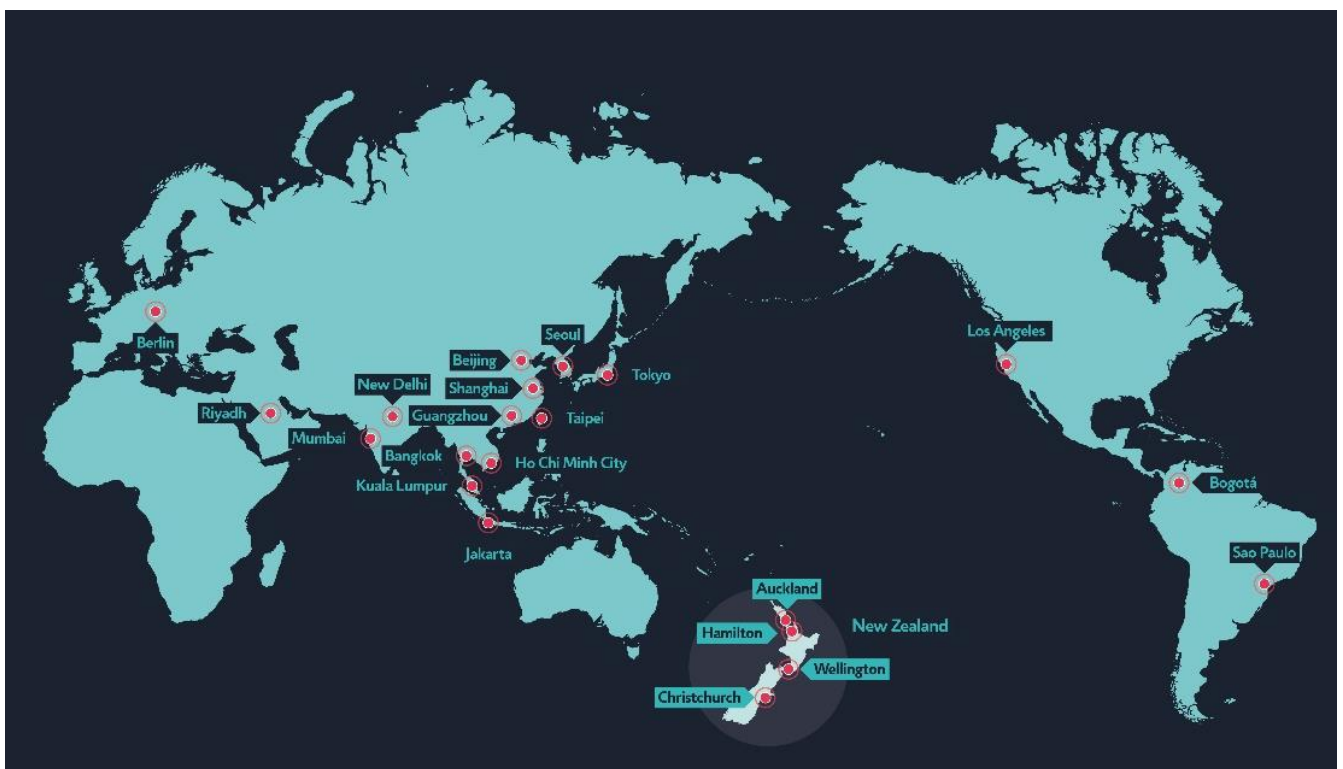 Berlin
Seoul
Beijing
Los Angeles
Tokyo
New Delhi
Shanghai
Riyadh
Guangzhou
Taipei
Mumbai
Bangkok
Ho Chi Minh City
Kuala Lumpur
Bogotá
Jakarta
Sao Paulo
Auckland
Hamilton
New Zealand
Wellington
Christchurch